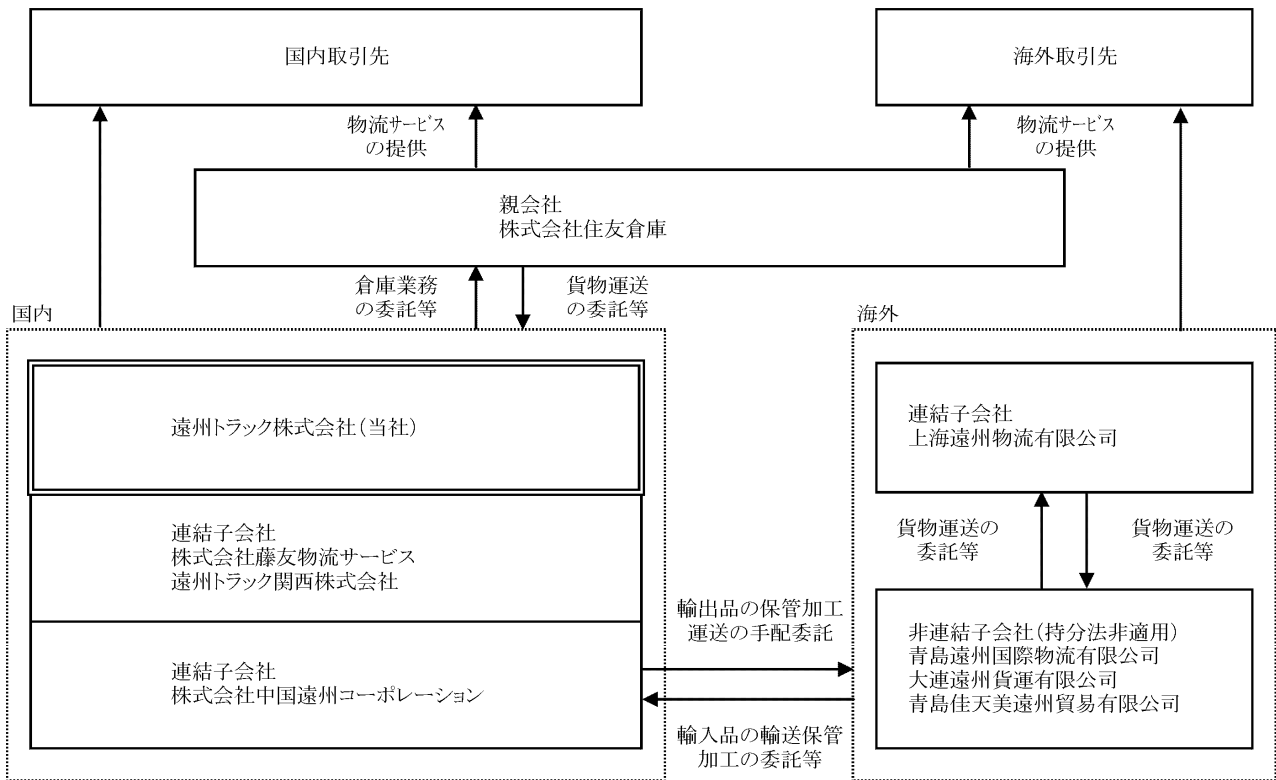 国内取引先
海外取引先
物流サービス
の提供
物流サービス
の提供
親会社
株式会社住友倉庫
倉庫業務
の委託等
貨物運送
の委託等
国内
海外
遠州トラック株式会社(当社)
連結子会社
株式会社藤友物流サービス
遠州トラック関西株式会社
連結子会社
株式会社中国遠州コーポレーション
輸出品の保管加工
運送の手配委託
輸入品の輸送保管
加工の委託等
連結子会社
上海遠州物流有限公司
貨物運送の
委託等
貨物運送の
委託等
非連結子会社(持分法非適用)
青島遠州国際物流有限公司
大連遠州貨運有限公司
青島佳天美遠州貿易有限公司